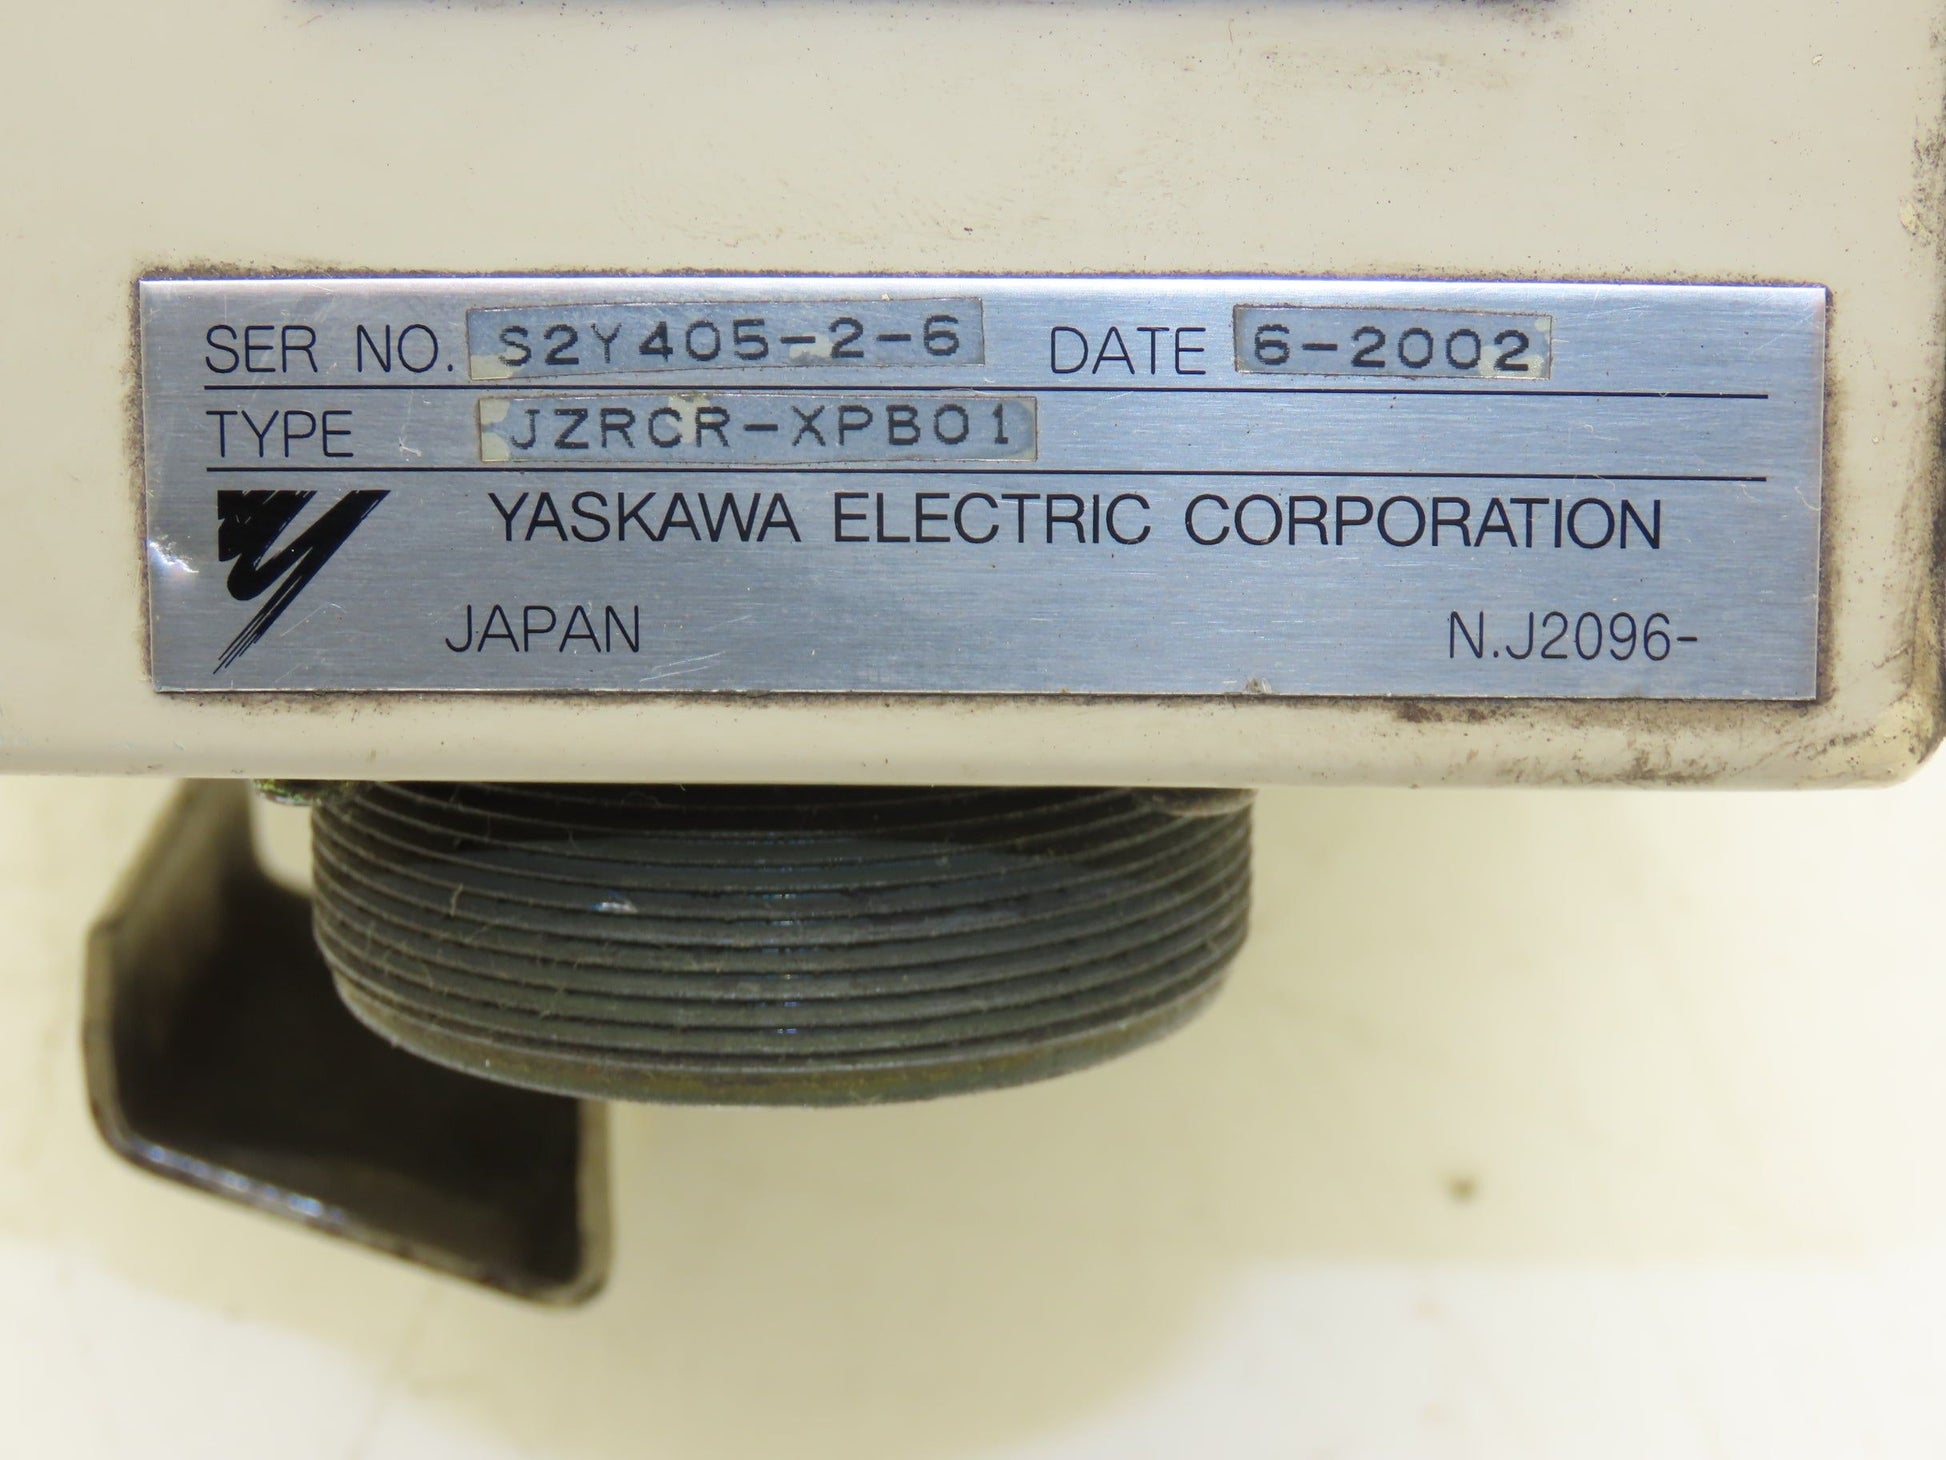 SER NO. S2Y405-2-6 DATE 6-2002
TYPE JZRCR-XPB01
YASKAWA ELECTRIC CORPORATION
JAPAN N.J2096-